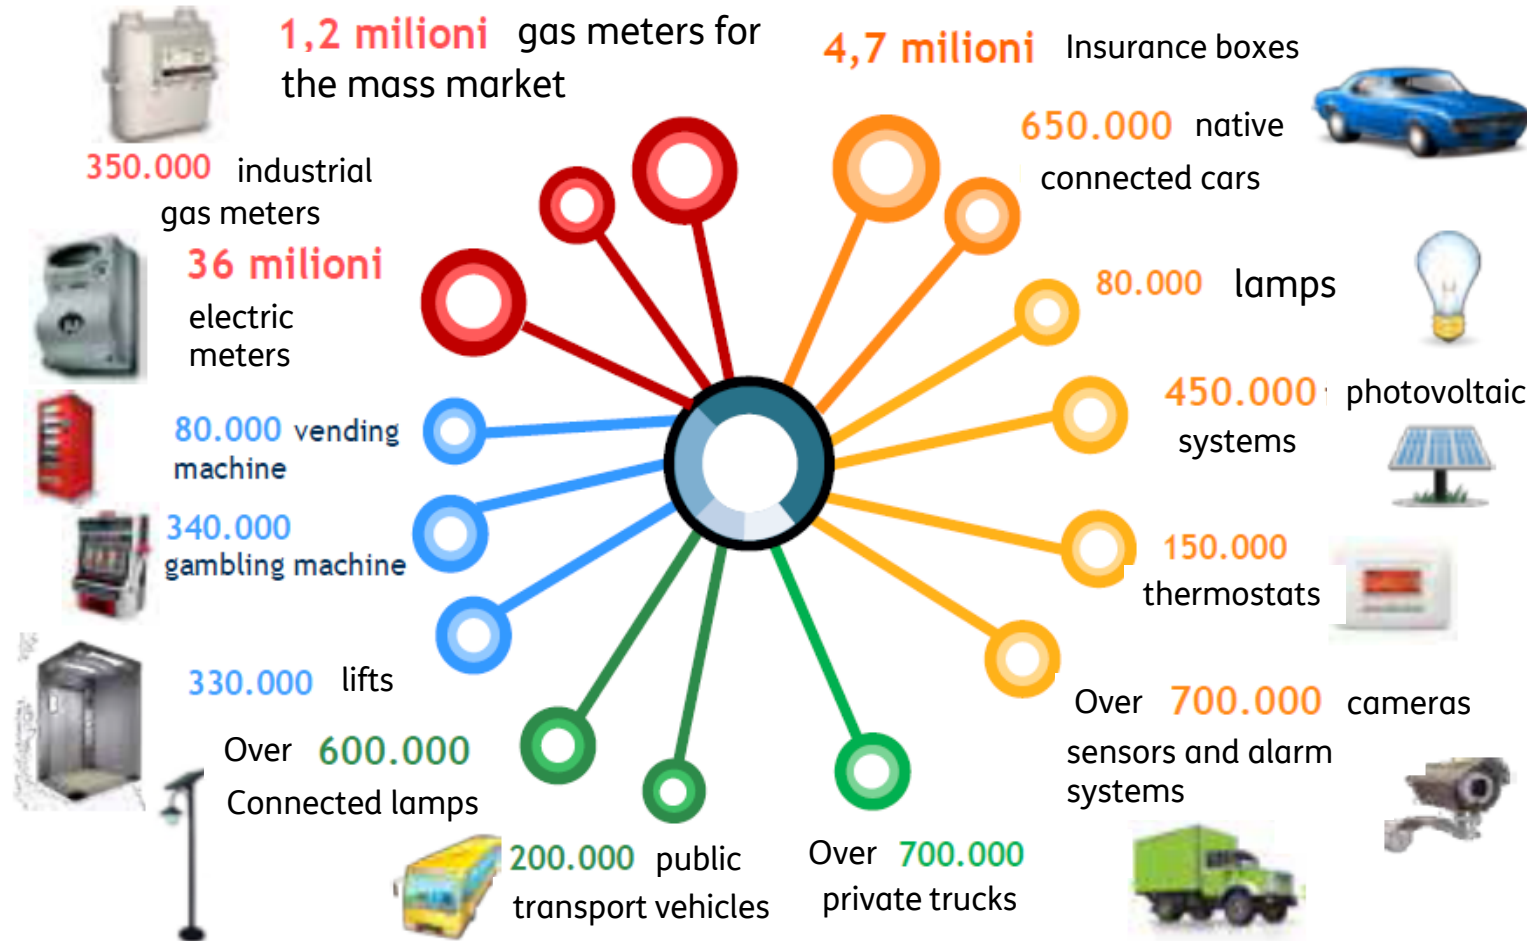 1,2 milioni gas meters for
the mass market
4,7 milioni Insurance boxes
650.000 native
connected cars
350.000 industrial
gas meters
36 milioni
electric
meters
80.000 lamps
450.000 photovoltaic
systems
80.000 vending
machine
340.000
gambling machine
150.000
thermostats
330.000 lifts
Over 700.000 cameras
sensors and alarm
systems
Over 600.000
Connected lamps
200.000 public
transport vehicles
Over 700.000
private trucks